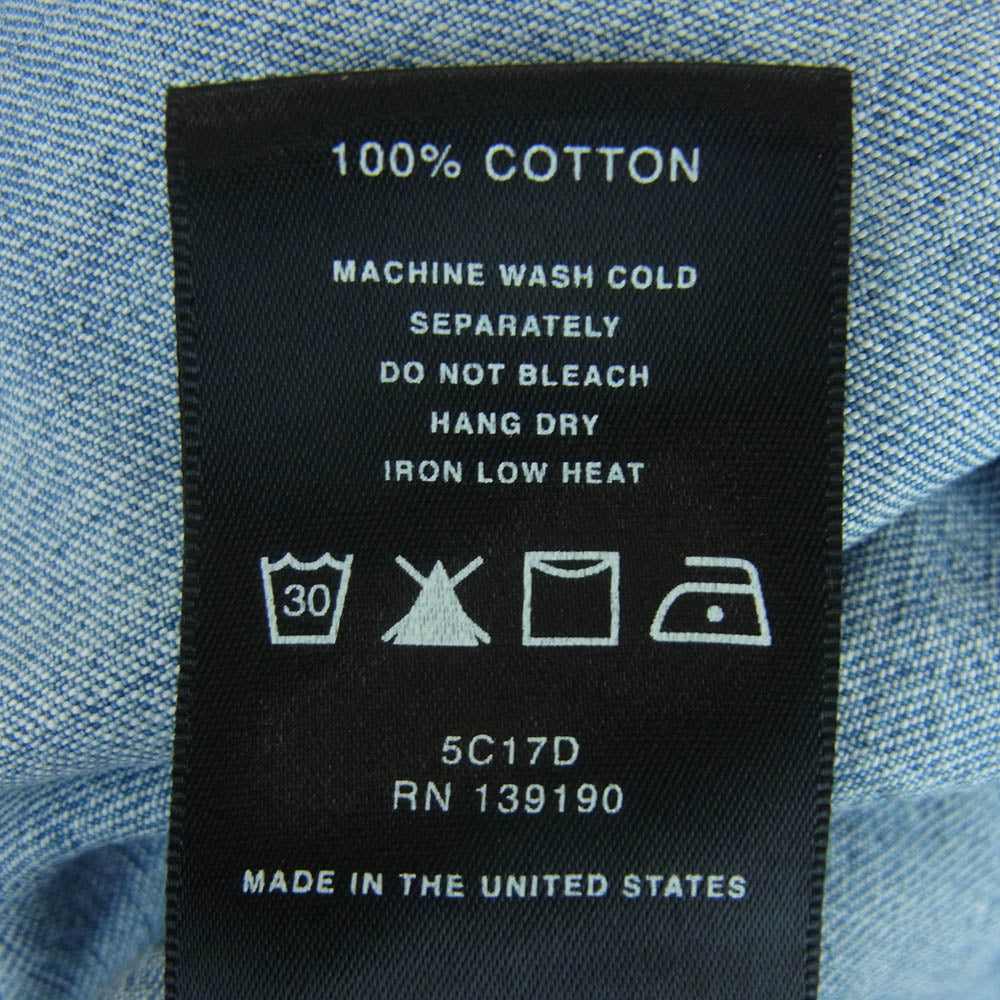 100% COTTON
MACHINE WASH COLD
SEPARATELY
DO NOT BLEACH
HANG DRY
IRON LOW HEAT
30
5C17D
RN 139190
MADE IN THE UNITED STATES